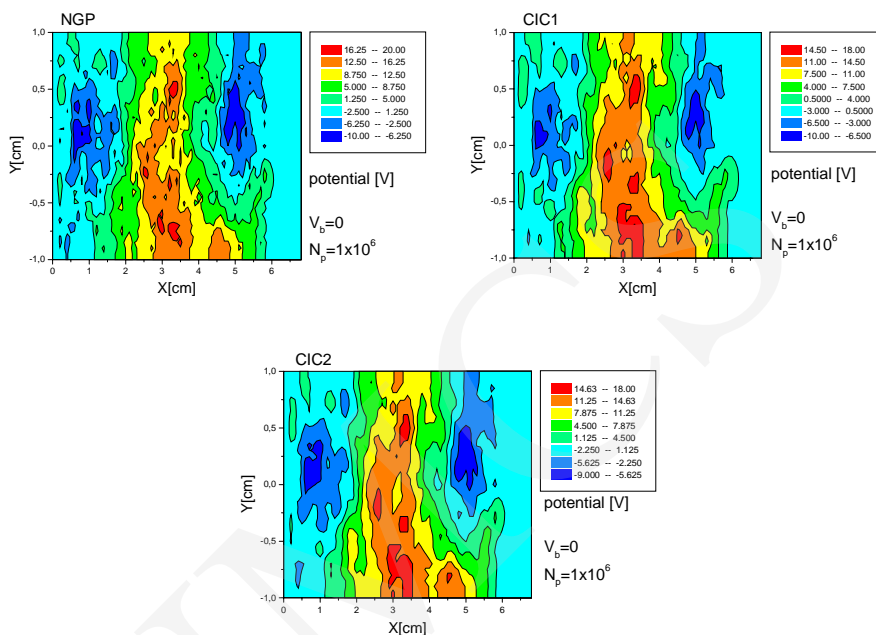 NGP
1,0
0,5
0,0
-0,5
-1,0
Y[cm]
0 1 2 3 4 5 6
X[cm]
16.25 -- 20.00
12.50 -- 16.25
8.750 -- 12.50
5.000 -- 8.750
1.250 -- 5.000
-2.500 -- 1.250
-6.250 -- -2.500
-10.00 -- -6.250
potential [V]
V_b=0
N_p=1x10^6
CIC1
1,0
0,5
0,0
-0,5
-1,0
Y[cm]
0 1 2 3 4 5 6
X[cm]
14.50 -- 18.00
11.00 -- 14.50
7.500 -- 11.00
4.000 -- 7.500
0.5000 -- 4.000
-3.000 -- 0.5000
-6.500 -- -3.000
-10.00 -- -6.500
potential [V]
V_b=0
N_p=1x10^6
CIC2
1,0
0,5
0,0
-0,5
-1,0
Y[cm]
0 1 2 3 4 5 6
X[cm]
14.63 -- 18.00
11.25 -- 14.63
7.875 -- 11.25
4.500 -- 7.875
1.125 -- 4.500
-2.250 -- 1.125
-5.625 -- -2.250
-9.000 -- -5.625
potential [V]
V_b=0
N_p=1x10^6